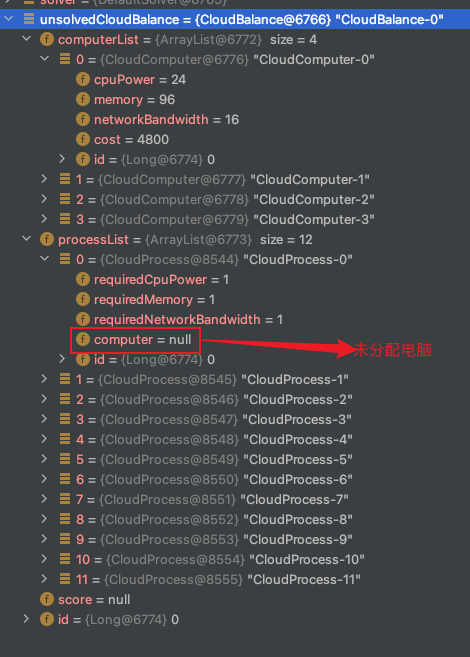 solver = {DefaultSolver@6765}
unsolvedCloudBalance = {CloudBalance@6766} "CloudBalance-0"
computerList = {ArrayList@6772} size = 4
0 = {CloudComputer@6776} "CloudComputer-0"
cpuPower = 24
memory = 96
networkBandwidth = 16
cost = 4800
id = {Long@6774} 0
1 = {CloudComputer@6777} "CloudComputer-1"
2 = {CloudComputer@6778} "CloudComputer-2"
3 = {CloudComputer@6779} "CloudComputer-3"
processList = {ArrayList@6773} size = 12
0 = {CloudProcess@8544} "CloudProcess-0"
requiredCpuPower = 1
requiredMemory = 1
requiredNetworkBandwidth = 1
computer = null 未分配电脑
id = {Long@6774} 0
1 = {CloudProcess@8545} "CloudProcess-1"
2 = {CloudProcess@8546} "CloudProcess-2"
3 = {CloudProcess@8547} "CloudProcess-3"
4 = {CloudProcess@8548} "CloudProcess-4"
5 = {CloudProcess@8549} "CloudProcess-5"
6 = {CloudProcess@8550} "CloudProcess-6"
7 = {CloudProcess@8551} "CloudProcess-7"
8 = {CloudProcess@8552} "CloudProcess-8"
9 = {CloudProcess@8553} "CloudProcess-9"
10 = {CloudProcess@8554} "CloudProcess-10"
11 = {CloudProcess@8555} "CloudProcess-11"
score = null
id = {Long@6774} 0